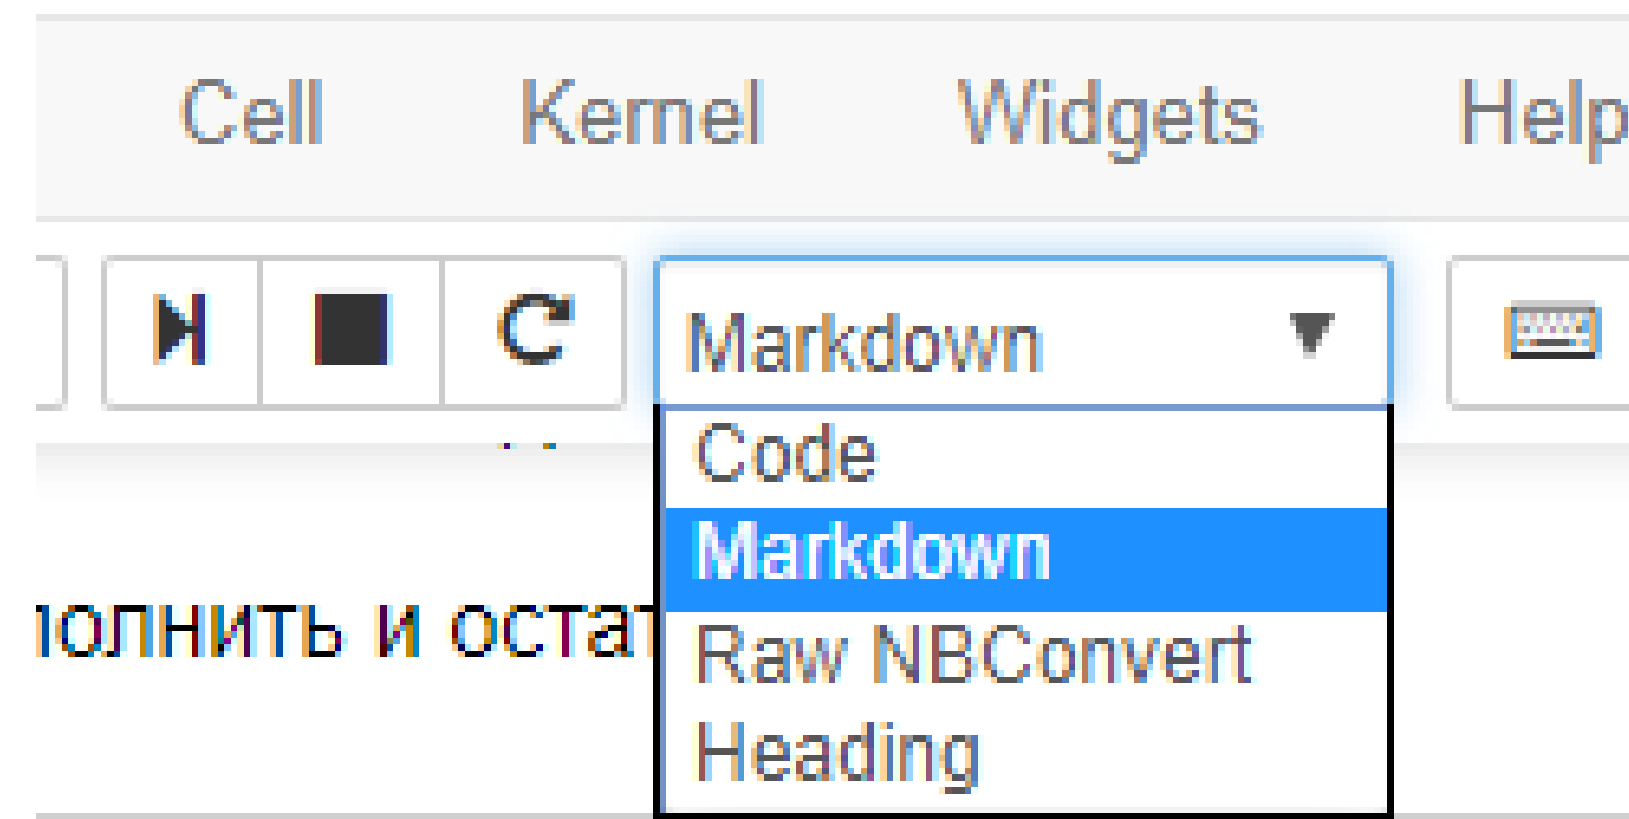 Cell Kernel Widgets Help
Markdown
Code
Markdown
олнить и остат
Raw NBConvert
Heading